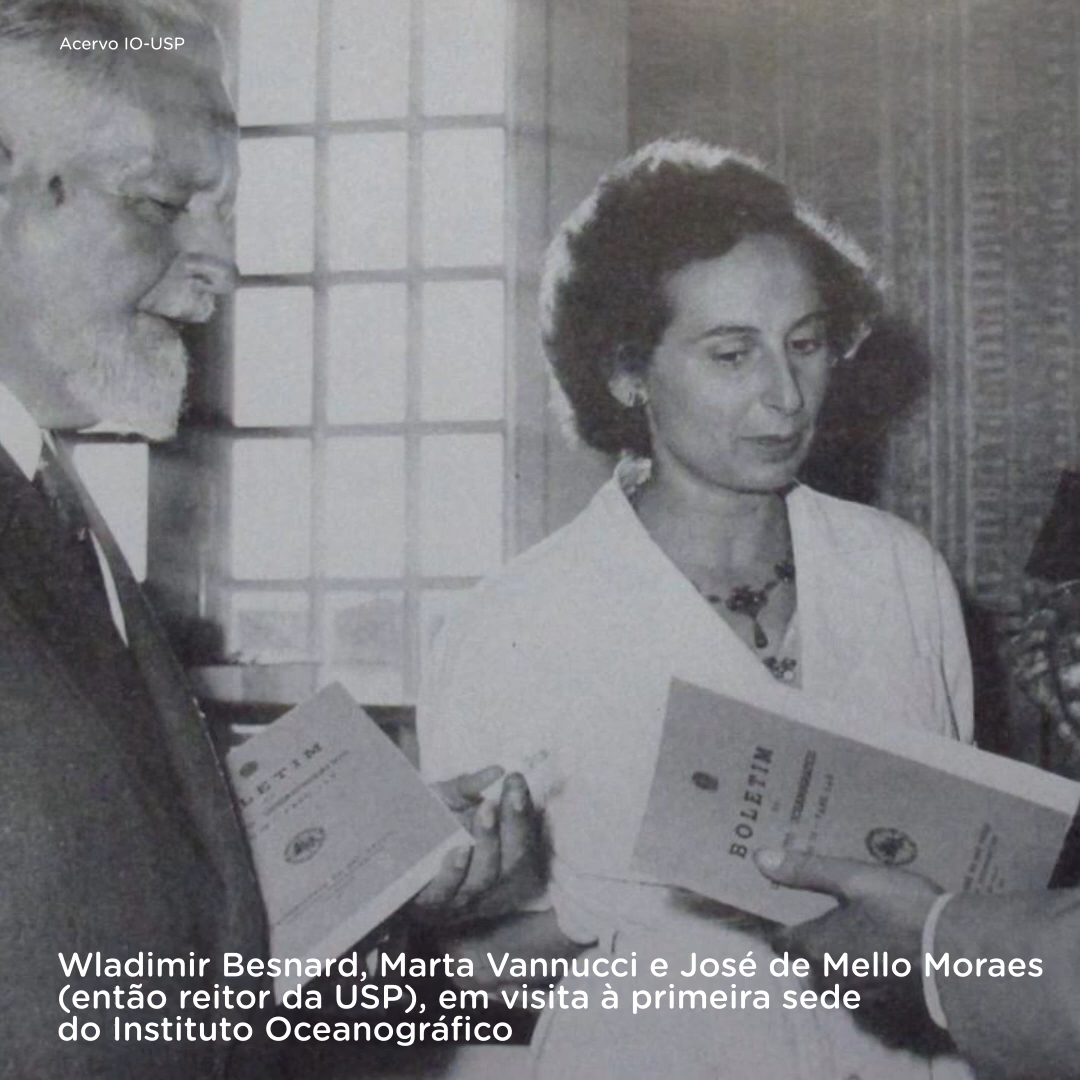 Acervo IO-USP
BOLETIM
LETIM
Wladimir Besnard, Marta Vannucci e José de Mello Moraes
(então reitor da USP), em visita à primeira sede
do Instituto Oceanográfico